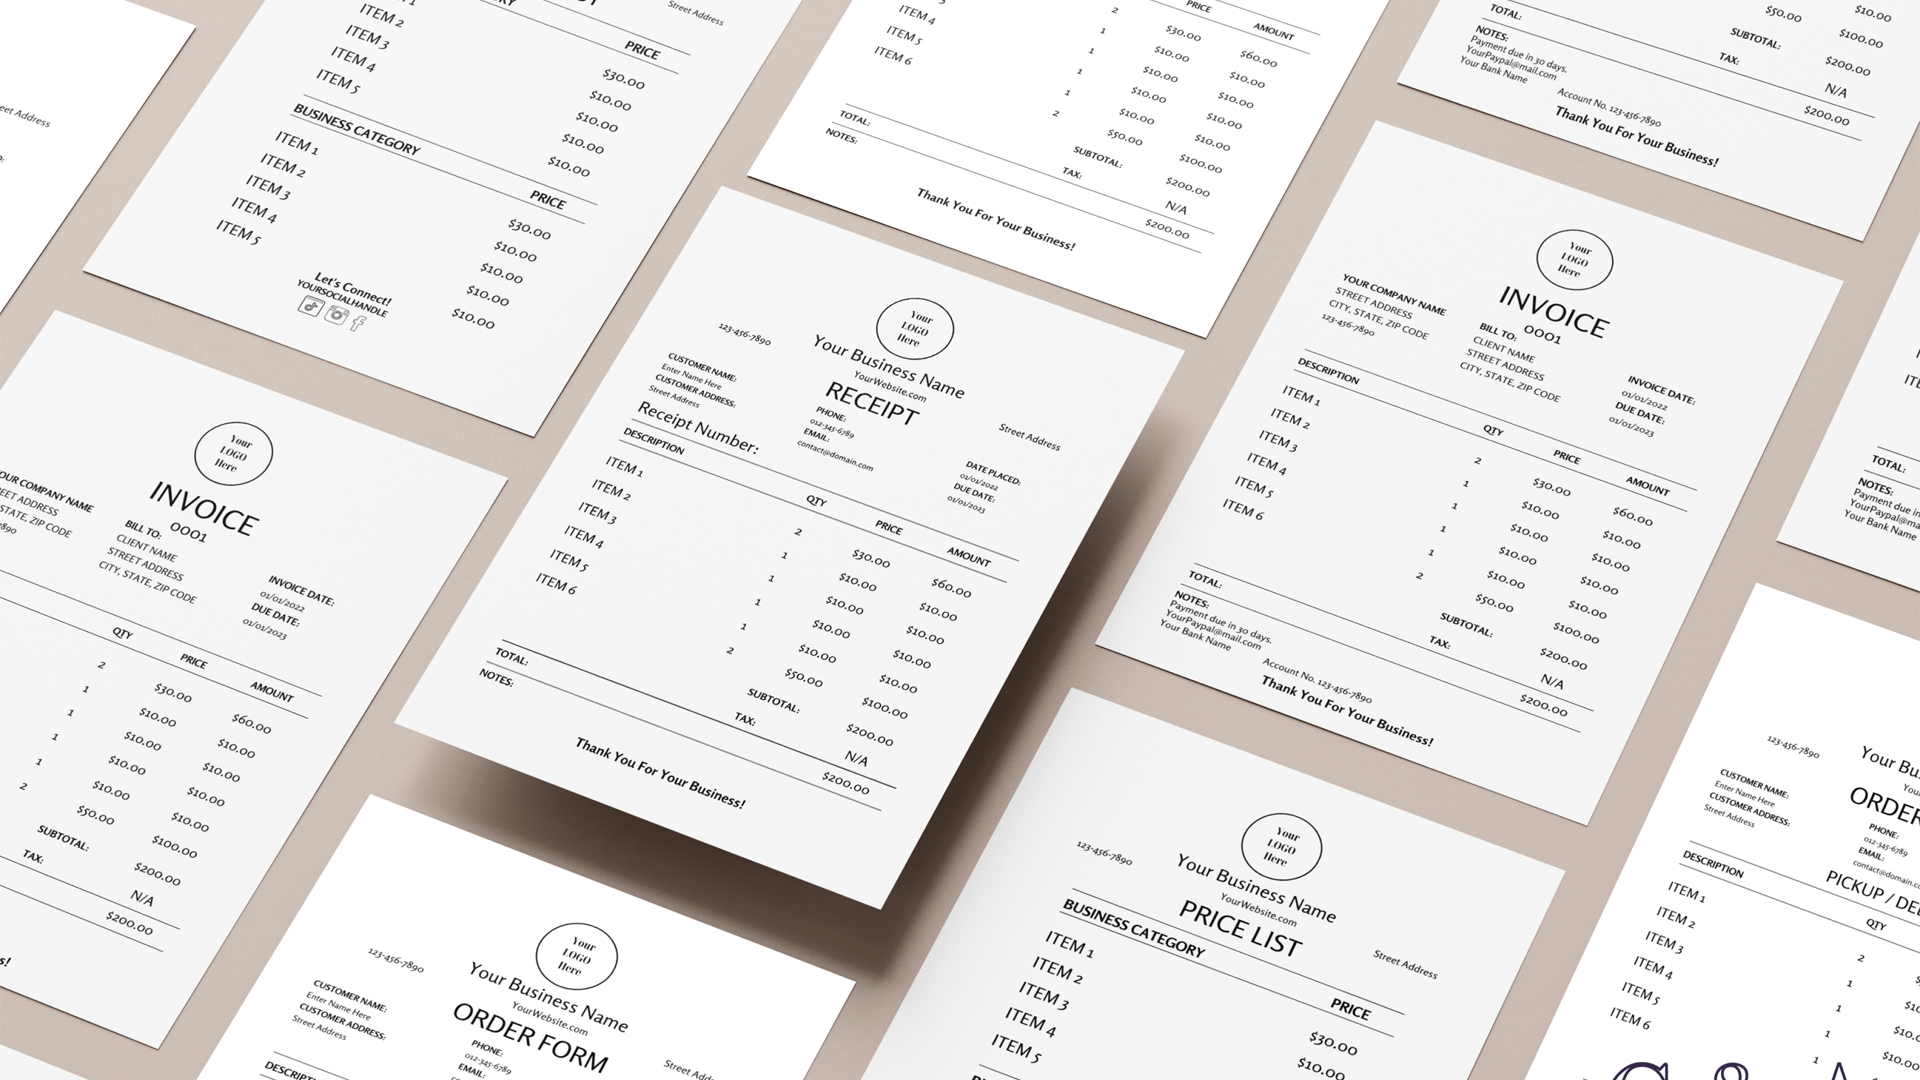 Street Address
ITEM 2
ITEM 3
ITEM 4
ITEM 5
PRICE
$30.00
$10.00
$10.00
$10.00
$10.00
BUSINESS CATEGORY
PRICE
ITEM 1
ITEM 2
ITEM 3
ITEM 4
ITEM 5
$30.00
$10.00
$10.00
$10.00
$10.00
Let's Connect!
YOURSOCIALHANDLE
ITEM 4
ITEM 5
ITEM 6
PRICE
AMOUNT
2 $30.00 $60.00
1 $10.00 $10.00
1 $10.00 $10.00
1 $10.00 $10.00
1 $10.00 $10.00
2 $50.00 $100.00
SUBTOTAL: $200.00
TAX: N/A
TOTAL: $200.00
NOTES:
Thank You For Your Business!
$10.00
$50.00 $100.00
SUBTOTAL: $200.00
TAX: N/A
TOTAL: $200.00
NOTES:
Payment due in 30 days.
YourPaypal@mail.com
Your Bank Name
Account No. 123-456-7890
Thank You For Your Business!
Your
LOGO
Here
INVOICE
0001
YOUR COMPANY NAME
STREET ADDRESS
CITY, STATE, ZIP CODE
123-456-7890
BILL TO:
CLIENT NAME
STREET ADDRESS
CITY, STATE, ZIP CODE
INVOICE DATE:
01/01/2022
DUE DATE:
01/01/2023
DESCRIPTION QTY PRICE AMOUNT
ITEM 1 2 $30.00 $60.00
ITEM 2 1 $10.00 $10.00
ITEM 3 1 $10.00 $10.00
ITEM 4 1 $10.00 $10.00
ITEM 5 1 $10.00 $10.00
ITEM 6 2 $50.00 $100.00
SUBTOTAL: $200.00
TAX: N/A
TOTAL: $200.00
NOTES:
Payment due in 30 days.
YourPaypal@mail.com
Your Bank Name
Account No. 123-456-7890
Thank You For Your Business!
Your
LOGO
Here
123-456-7890
Your Business Name
YourWebsite.com
Street Address
RECEIPT
CUSTOMER NAME:
Enter Name Here
CUSTOMER ADDRESS:
Street Address
PHONE:
012-345-6789
EMAIL:
contact@domain.com
DATE PLACED:
01/01/2022
DUE DATE:
01/01/2023
Receipt Number:
DESCRIPTION QTY PRICE AMOUNT
ITEM 1 2 $30.00 $60.00
ITEM 2 1 $10.00 $10.00
ITEM 3 1 $10.00 $10.00
ITEM 4 1 $10.00 $10.00
ITEM 5 1 $10.00 $10.00
ITEM 6 2 $50.00 $100.00
SUBTOTAL: $200.00
TAX: N/A
TOTAL: $200.00
NOTES:
Thank You For Your Business!
Your
LOGO
Here
INVOICE
0001
YOUR COMPANY NAME
STREET ADDRESS
STATE, ZIP CODE
BILL TO:
CLIENT NAME
STREET ADDRESS
CITY, STATE, ZIP CODE
INVOICE DATE:
01/01/2022
DUE DATE:
01/01/2023
QTY PRICE AMOUNT
2 $30.00 $60.00
1 $10.00 $10.00
1 $10.00 $10.00
1 $10.00 $10.00
1 $10.00 $10.00
2 $50.00 $100.00
SUBTOTAL: $200.00
TAX: N/A
$200.00
Your
LOGO
Here
123-456-7890
Your Business Name
YourWebsite.com
Street Address
ORDER FORM
CUSTOMER NAME:
Enter Name Here
CUSTOMER ADDRESS:
Street Address
PHONE:
012-345-6789
EMAIL:
Your
LOGO
Here
123-456-7890
Your Business Name
YourWebsite.com
Street Address
PRICE LIST
BUSINESS CATEGORY
PRICE
ITEM 1
ITEM 2
ITEM 3
ITEM 4
ITEM 5
$30.00
$10.00
TOTAL:
NOTES:
Payment due in
Your Bank Name
123-456-7890
Your
ORDER
CUSTOMER NAME:
Enter Name Here
CUSTOMER ADDRESS:
Street Address
PHONE:
012-345-6789
EMAIL:
PICKUP /
DESCRIPTION QTY
ITEM 1 2
ITEM 2 1
ITEM 3 1
ITEM 4 1
ITEM 5 1
ITEM 6